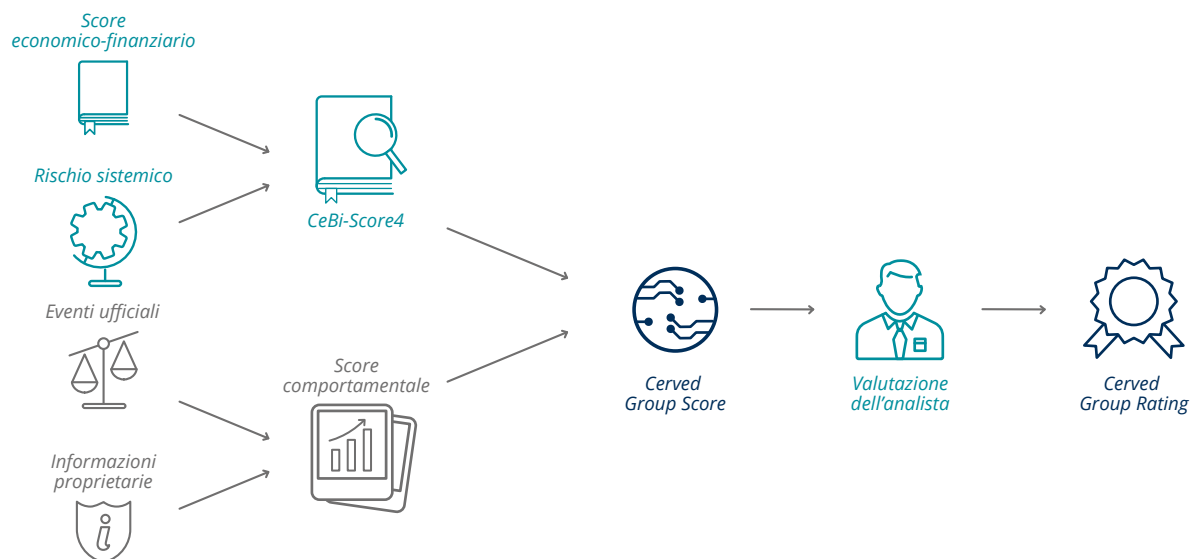 Score
economico-finanziario
Rischio sistemico
CeBi-Score4
Eventi ufficiali
Score
comportamentale
Informazioni
proprietarie
i
Cerved
Group Score
Valutazione
dell'analista
Cerved
Group Rating